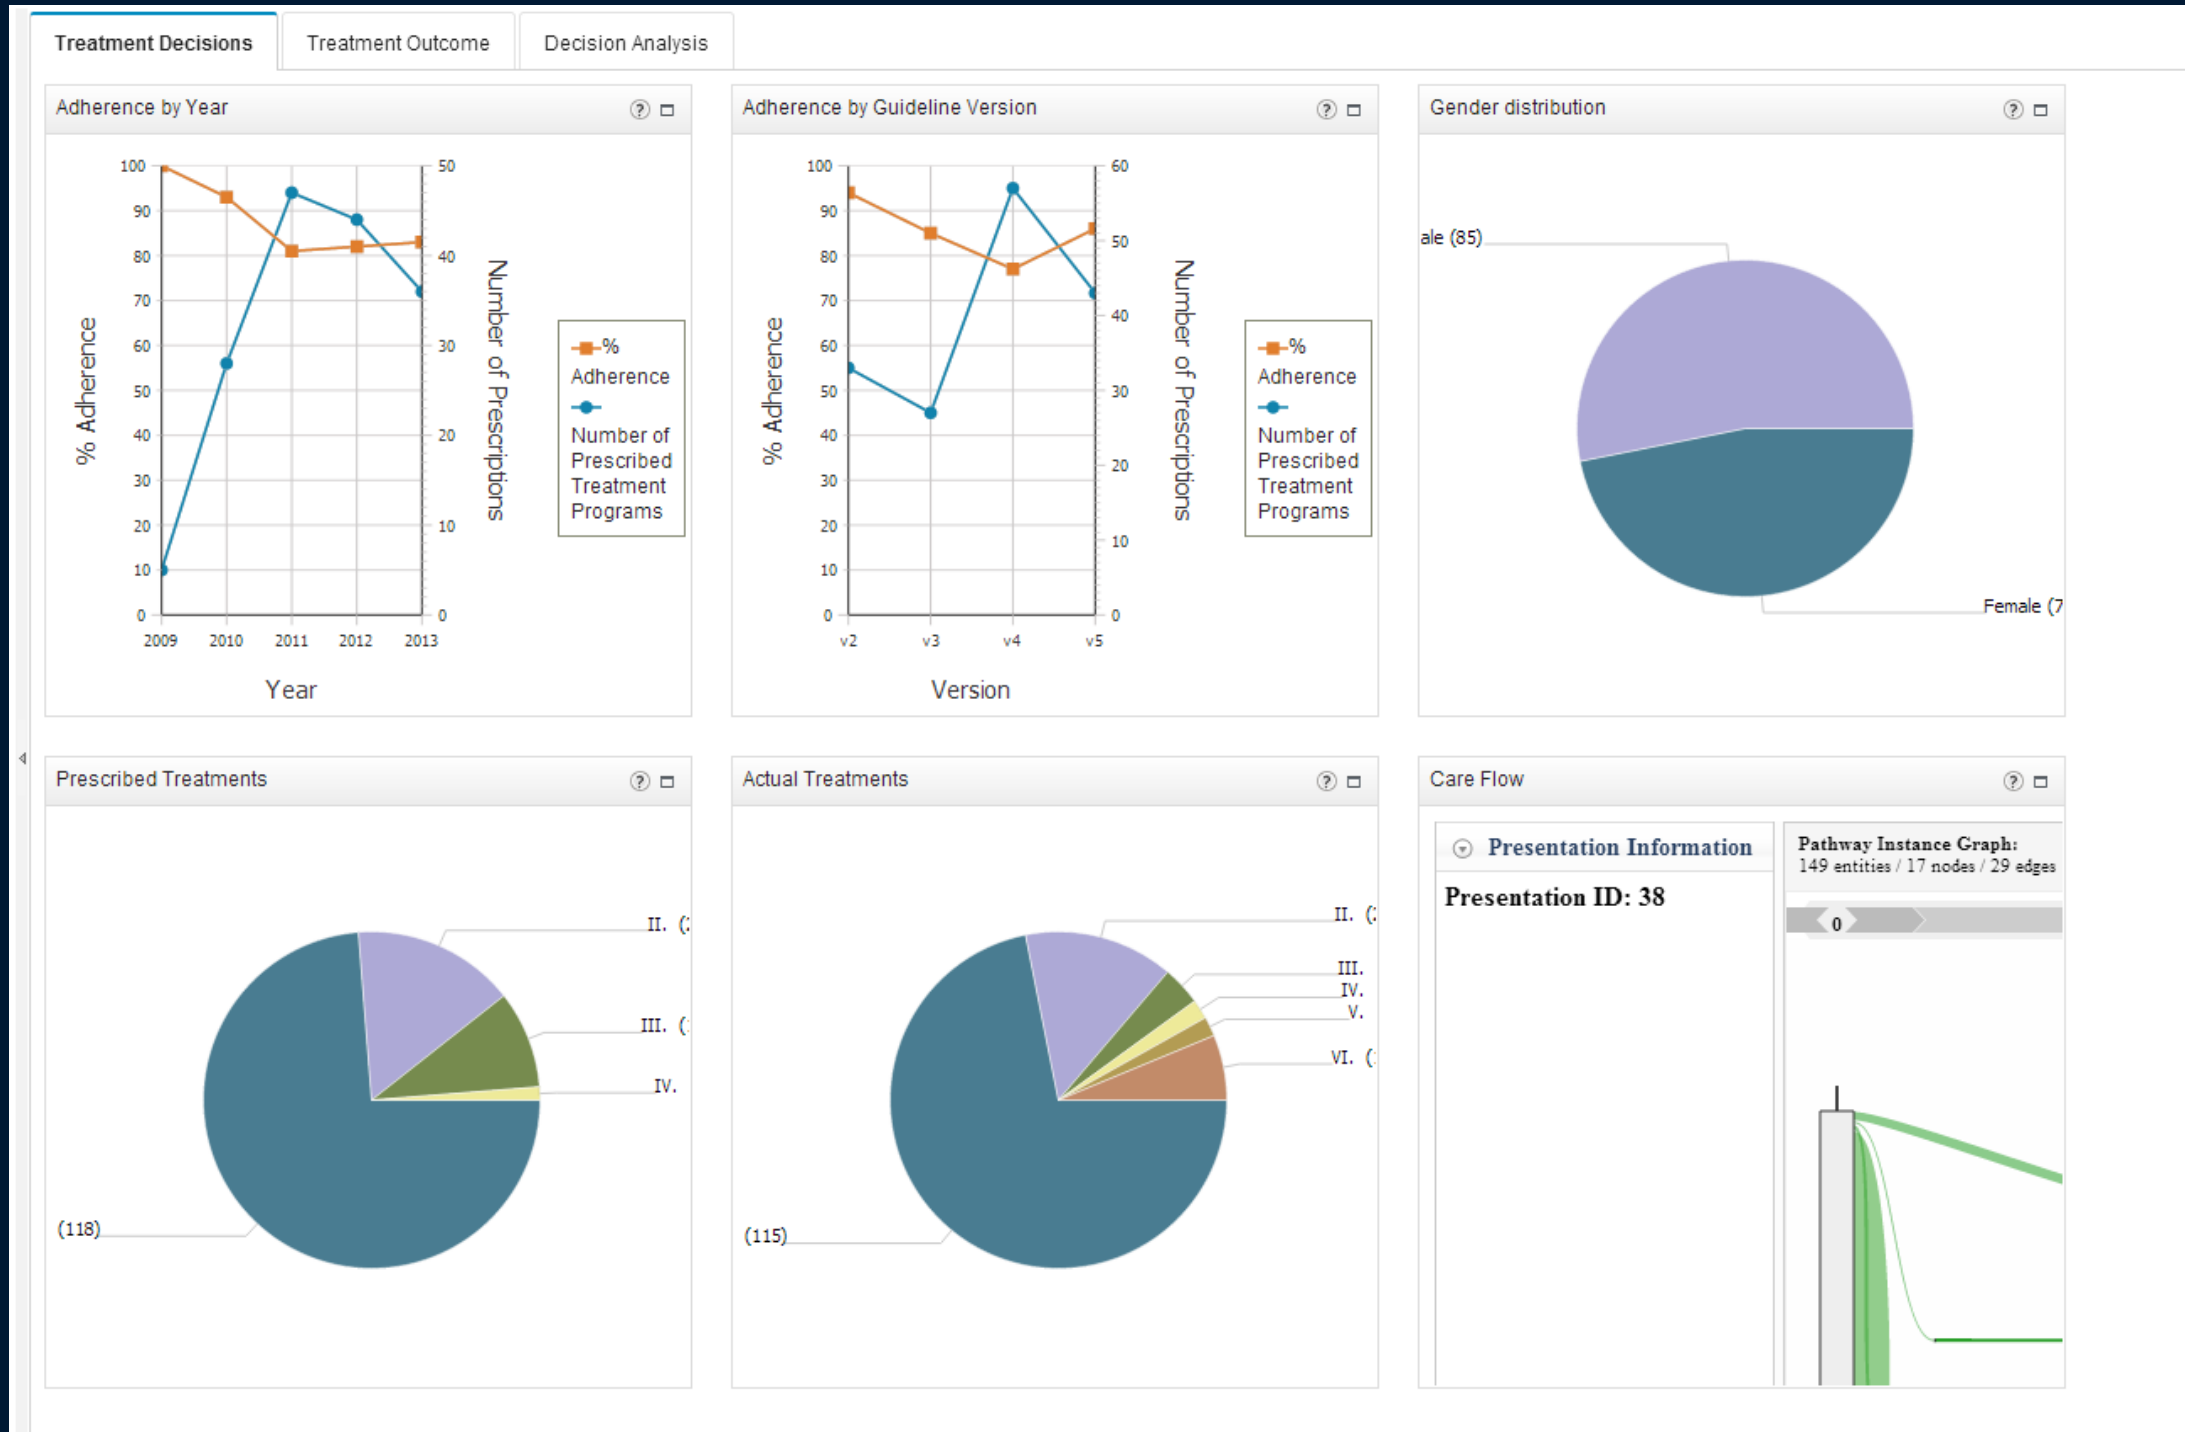 Treatment Decisions
Treatment Outcome
Decision Analysis
Adherence by Year
?
100
90
80
70
60
50
40
30
20
10
0
% Adherence
50
40
30
20
10
0
Number of Prescriptions
2009 2010 2011 2012 2013
Year
%
Adherence
Number of
Prescribed
Treatment
Programs
Adherence by Guideline Version
?
100
90
80
70
60
50
40
30
20
10
0
% Adherence
60
50
40
30
20
10
0
Number of Prescriptions
v2 v3 v4 v5
Version
%
Adherence
Number of
Prescribed
Treatment
Programs
Gender distribution
?
ale (85)
Female (7
Prescribed Treatments
?
II. (
III. (
IV.
(118)
Actual Treatments
?
II. (
III.
IV.
V.
VI. (
(115)
Care Flow
?
Presentation Information
Presentation ID: 38
Pathway Instance Graph:
149 entities / 17 nodes / 29 edges
0